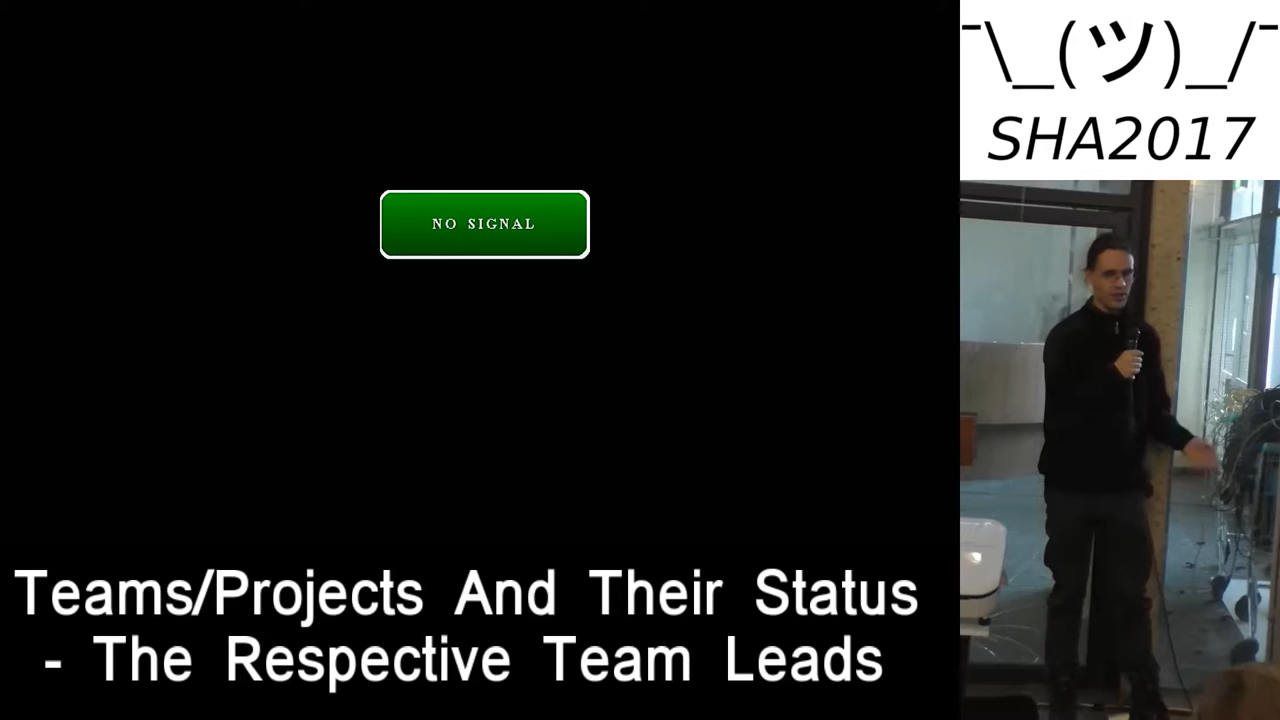 ¯\_(ツ)_/¯
SHA2017
NO SIGNAL
Teams/Projects And Their Status
- The Respective Team Leads